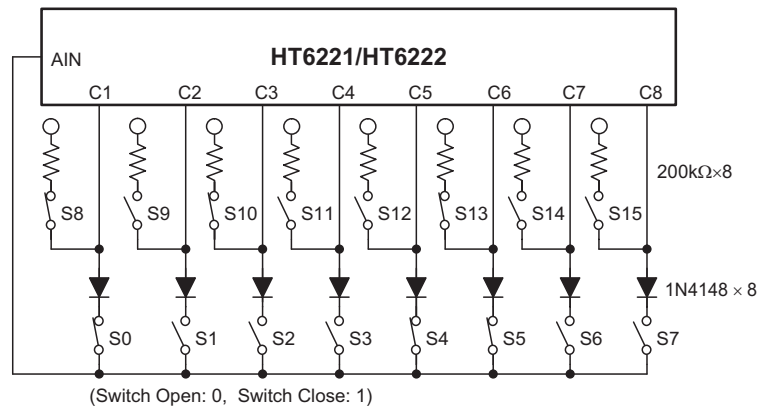 HT6221/HT6222
AIN
C1 C2 C3 C4 C5 C6 C7 C8
200kΩ×8
S8 S9 S10 S11 S12 S13 S14 S15
1N4148 × 8
S0 S1 S2 S3 S4 S5 S6 S7
(Switch Open: 0, Switch Close: 1)